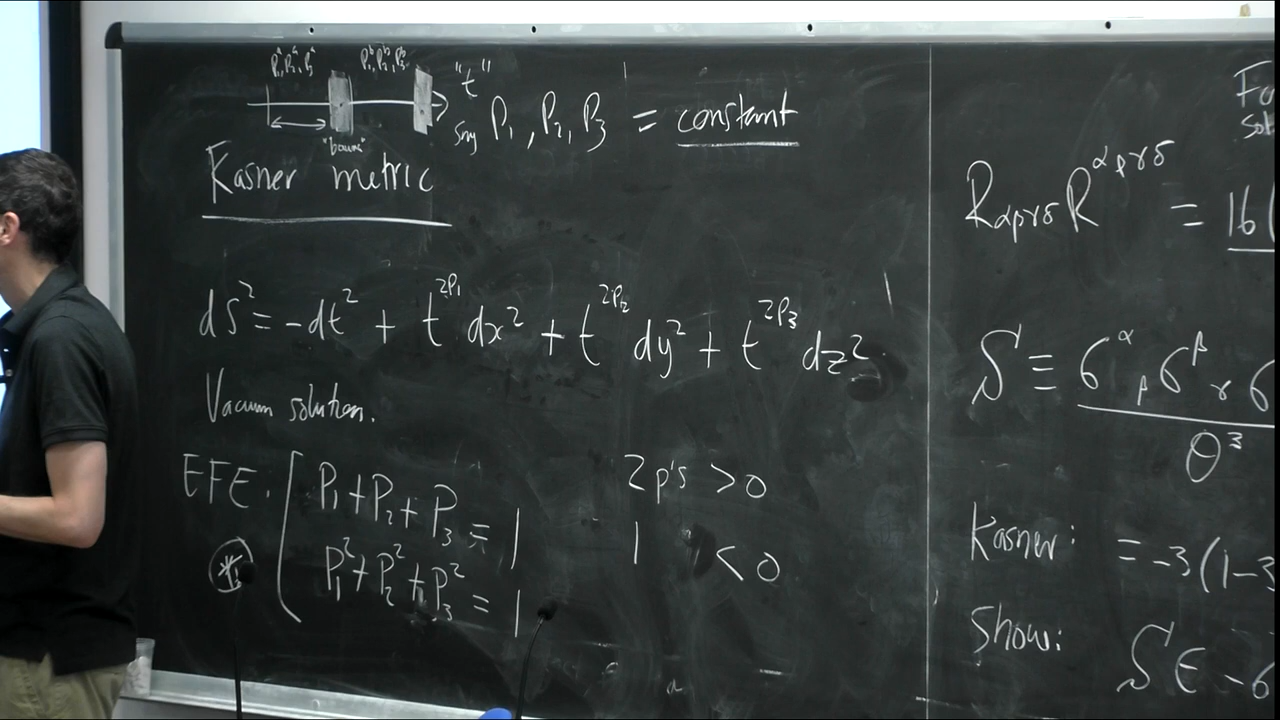 P₁ᵃ, P₂ᵃ, P₃ᵃ P₁ᵇ, P₂ᵇ, P₃ᵇ "t"
say P₁, P₂, P₃ = constant
Kasner metric
ds² = -dt² + t^{2P₁} dx² + t^{2P₂} dy² + t^{2P₃} dz²
Vacuum solution.
EFE. [ P₁+P₂+P₃ = 1
P₁²+P₂²+P₃² = 1
2 p's > 0
1 " < 0
R_{αβγδ}R^{αβγδ} = 16(
S ≡ σ^α_β σ^β_γ σ
θ³
Kasner: = -3(1-3
Show: S ∈ -6